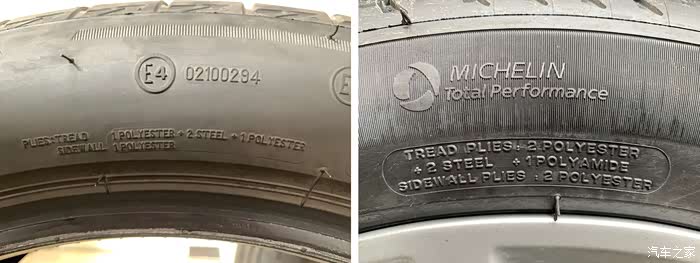 E4 02100294
PLIES:TREAD 1 POLYESTER + 2 STEEL + 1 POLYESTER
SIDEWALL 1 POLYESTER
MICHELIN
Total Performance
TREAD PLIES: 2 POLYESTER
+ 2 STEEL + 1 POLYAMIDE
SIDEWALL PLIES : 2 POLYESTER
汽车之家